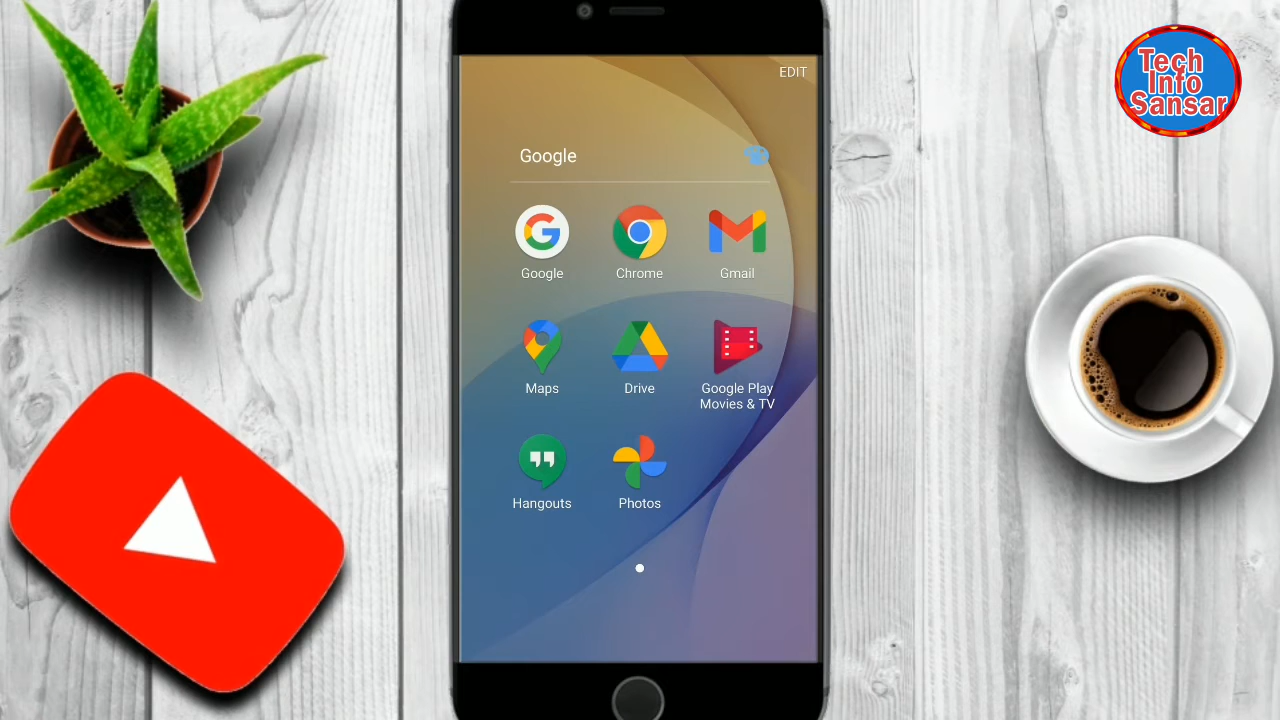 Tech
Info
Sansar
EDIT
Google
Google
Chrome
Gmail
Maps
Drive
Google Play
Movies & TV
Hangouts
Photos